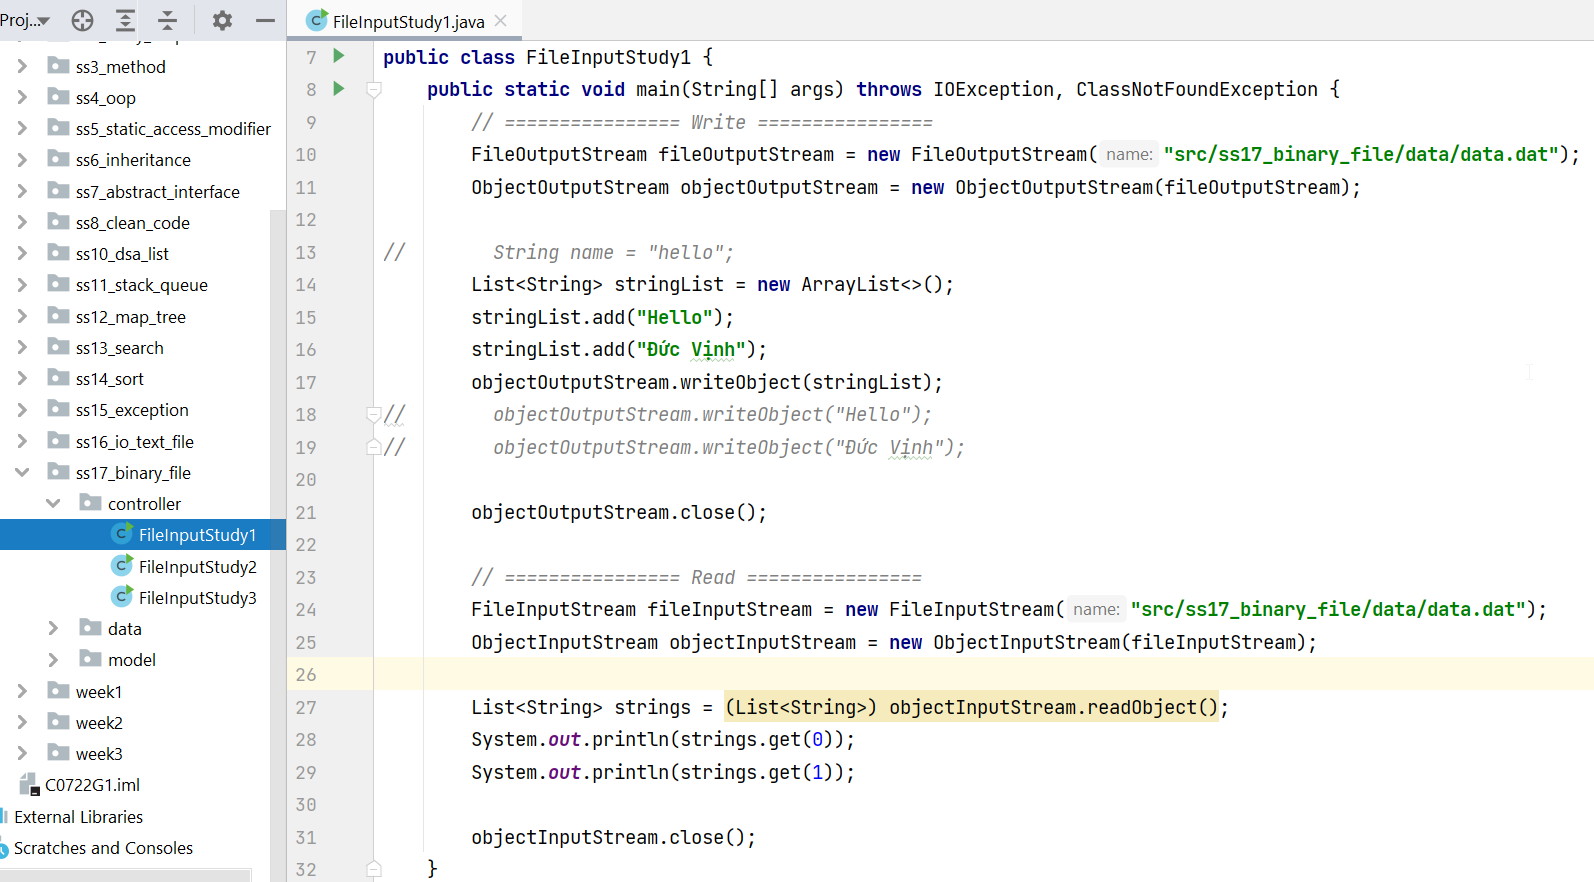 Proj...
ss3_method
ss4_oop
ss5_static_access_modifier
ss6_inheritance
ss7_abstract_interface
ss8_clean_code
ss10_dsa_list
ss11_stack_queue
ss12_map_tree
ss13_search
ss14_sort
ss15_exception
ss16_io_text_file
ss17_binary_file
controller
FileInputStudy1
FileInputStudy2
FileInputStudy3
data
model
week1
week2
week3
C0722G1.iml
External Libraries
Scratches and Consoles
FileInputStudy1.java
7 public class FileInputStudy1 {
8 public static void main(String[] args) throws IOException, ClassNotFoundException {
9 // ================ Write ================
10 FileOutputStream fileOutputStream = new FileOutputStream( name: "src/ss17_binary_file/data/data.dat");
11 ObjectOutputStream objectOutputStream = new ObjectOutputStream(fileOutputStream);
12
13 // String name = "hello";
14 List<String> stringList = new ArrayList<>();
15 stringList.add("Hello");
16 stringList.add("Đức Vịnh");
17 objectOutputStream.writeObject(stringList);
18 // objectOutputStream.writeObject("Hello");
19 // objectOutputStream.writeObject("Đức Vịnh");
20
21 objectOutputStream.close();
22
23 // ================ Read ================
24 FileInputStream fileInputStream = new FileInputStream( name: "src/ss17_binary_file/data/data.dat");
25 ObjectInputStream objectInputStream = new ObjectInputStream(fileInputStream);
26
27 List<String> strings = (List<String>) objectInputStream.readObject();
28 System.out.println(strings.get(0));
29 System.out.println(strings.get(1));
30
31 objectInputStream.close();
32 }